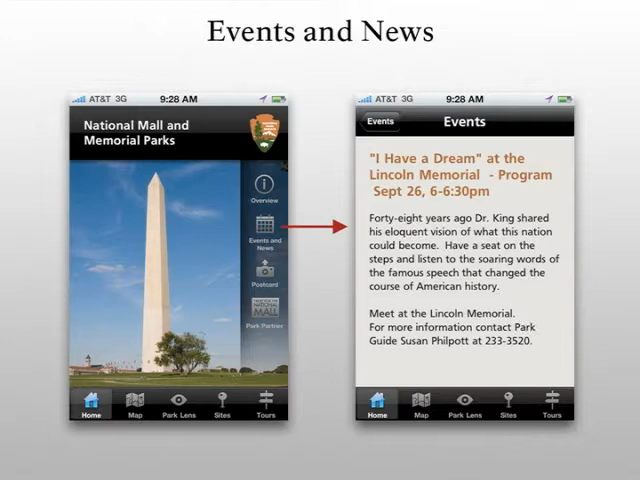 Events and News
AT&T 3G 9:28 AM
National Mall and
Memorial Parks
Overview
Events and
News
Postcard
NATIONAL
MALL
Park Partner
Home Map Park Lens Sites Tours
AT&T 3G 9:28 AM
Events Events
"I Have a Dream" at the
Lincoln Memorial - Program
Sept 26, 6-6:30pm
Forty-eight years ago Dr. King shared
his eloquent vision of what this nation
could become. Have a seat on the
steps and listen to the soaring words of
the famous speech that changed the
course of American history.
Meet at the Lincoln Memorial.
For more information contact Park
Guide Susan Philpott at 233-3520.
Home Map Park Lens Sites Tours